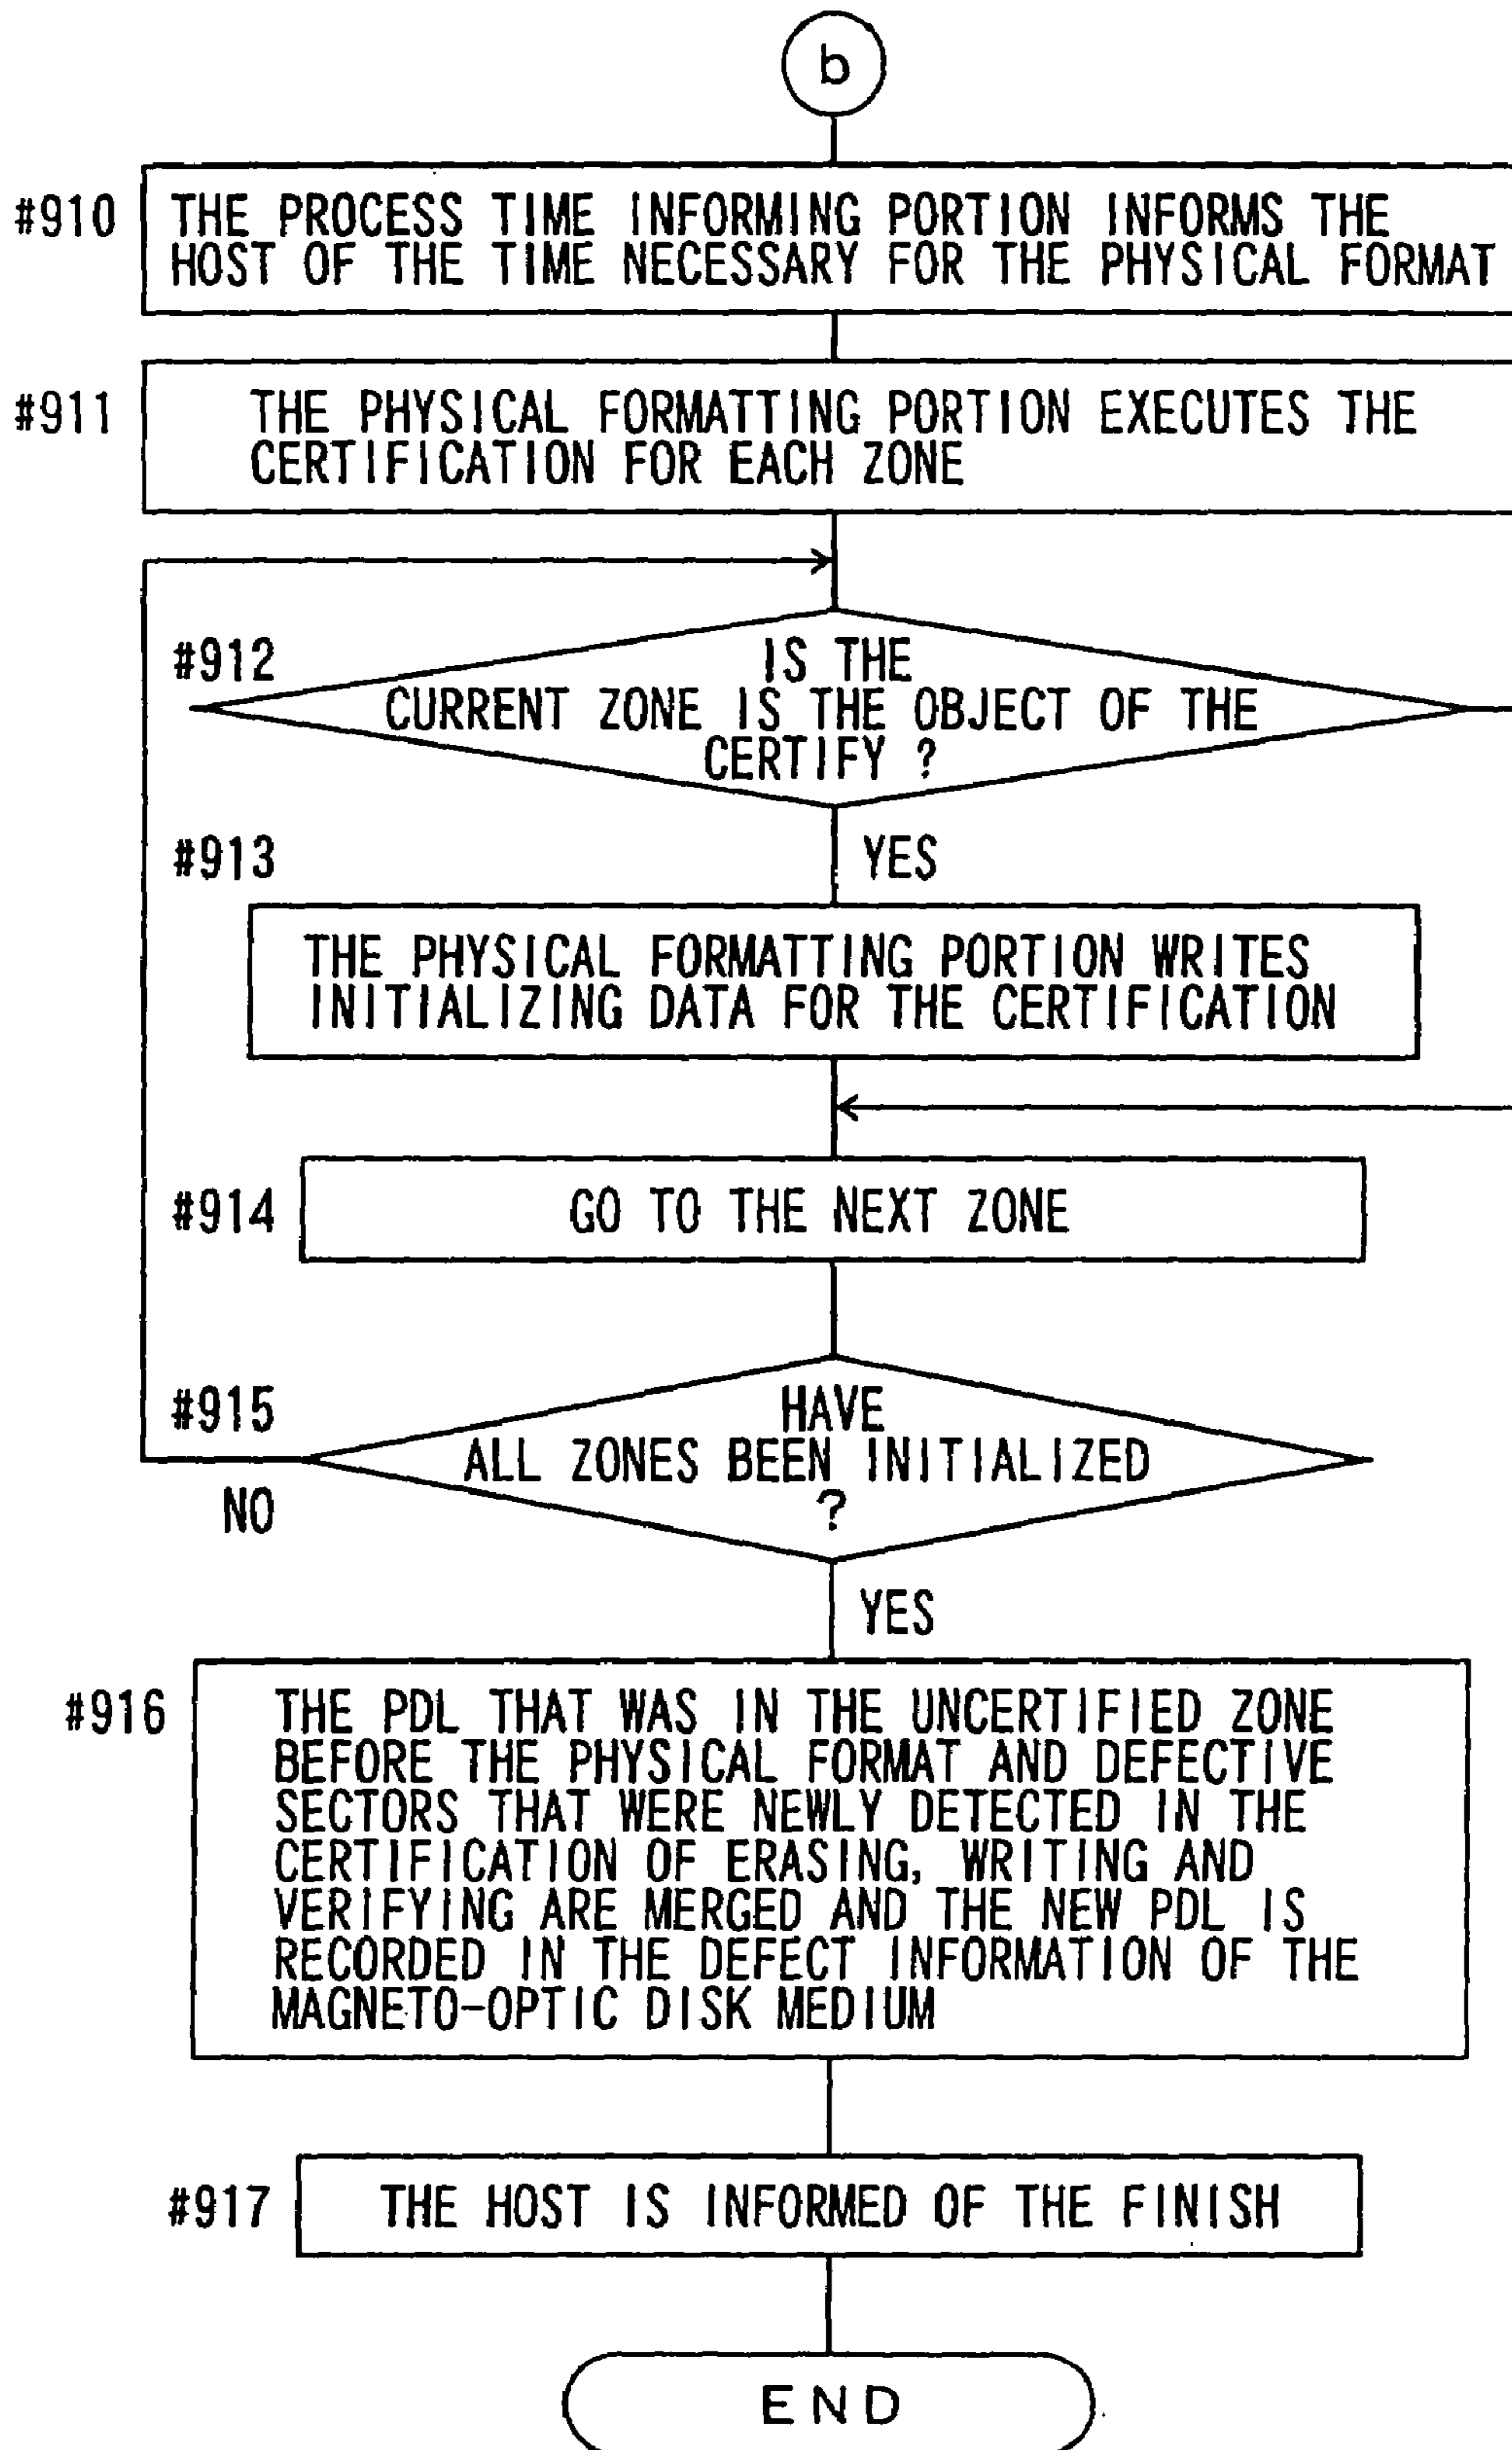 b
#910
THE PROCESS TIME INFORMING PORTION INFORMS THE
HOST OF THE TIME NECESSARY FOR THE PHYSICAL FORMAT
#911
THE PHYSICAL FORMATTING PORTION EXECUTES THE
CERTIFICATION FOR EACH ZONE
#912
IS THE
CURRENT ZONE IS THE OBJECT OF THE
CERTIFY ?
#913
YES
THE PHYSICAL FORMATTING PORTION WRITES
INITIALIZING DATA FOR THE CERTIFICATION
#914
GO TO THE NEXT ZONE
#915
HAVE
ALL ZONES BEEN INITIALIZED
?
NO
YES
#916
THE PDL THAT WAS IN THE UNCERTIFIED ZONE
BEFORE THE PHYSICAL FORMAT AND DEFECTIVE
SECTORS THAT WERE NEWLY DETECTED IN THE
CERTIFICATION OF ERASING, WRITING AND
VERIFYING ARE MERGED AND THE NEW PDL IS
RECORDED IN THE DEFECT INFORMATION OF THE
MAGNETO-OPTIC DISK MEDIUM
#917
THE HOST IS INFORMED OF THE FINISH
END